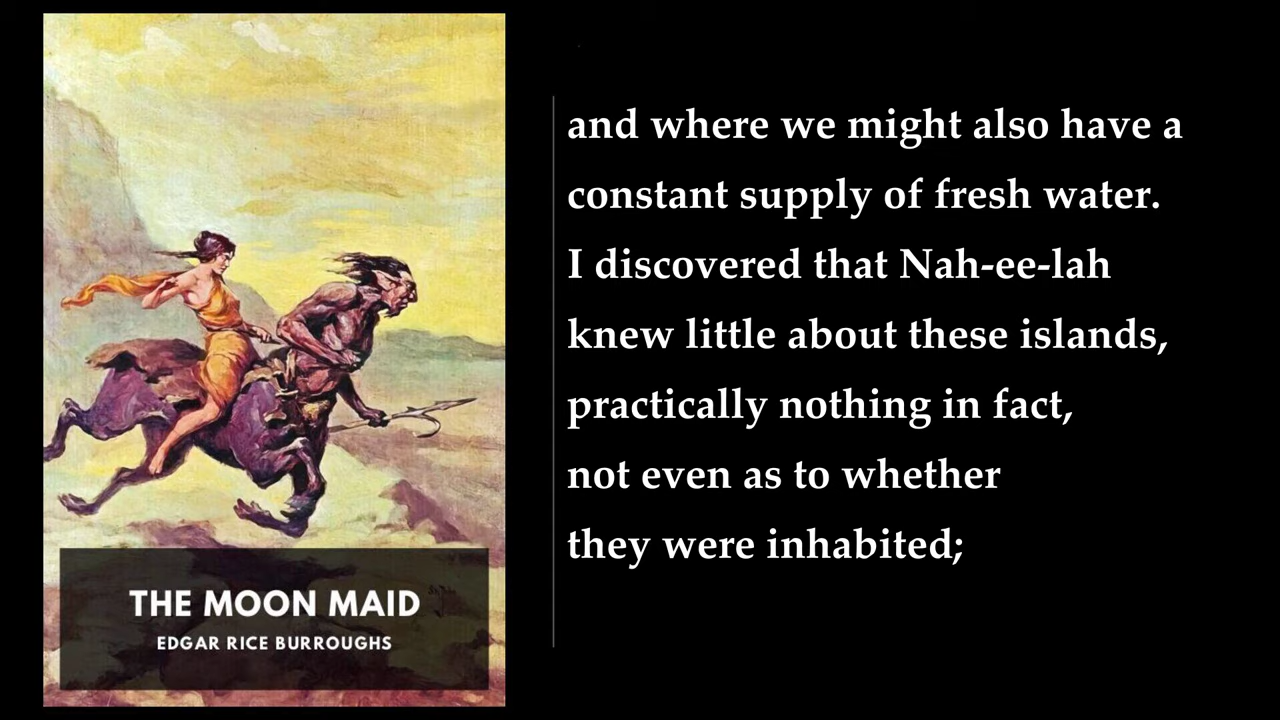 and where we might also have a
constant supply of fresh water.
I discovered that Nah-ee-lah
knew little about these islands,
practically nothing in fact,
not even as to whether
they were inhabited;
THE MOON MAID
EDGAR RICE BURROUGHS